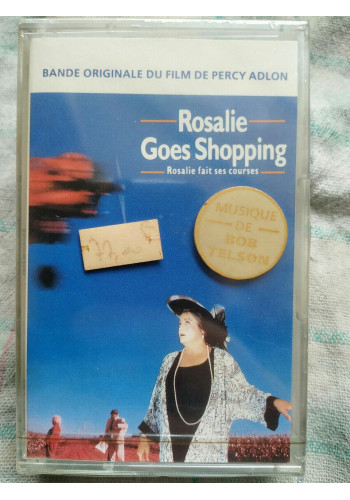 BANDE ORIGINALE DU FILM DE PERCY ADLON
Rosalie
Goes Shopping
Rosalie fait ses courses
MUSIQUE
DE
BOB
TELSON